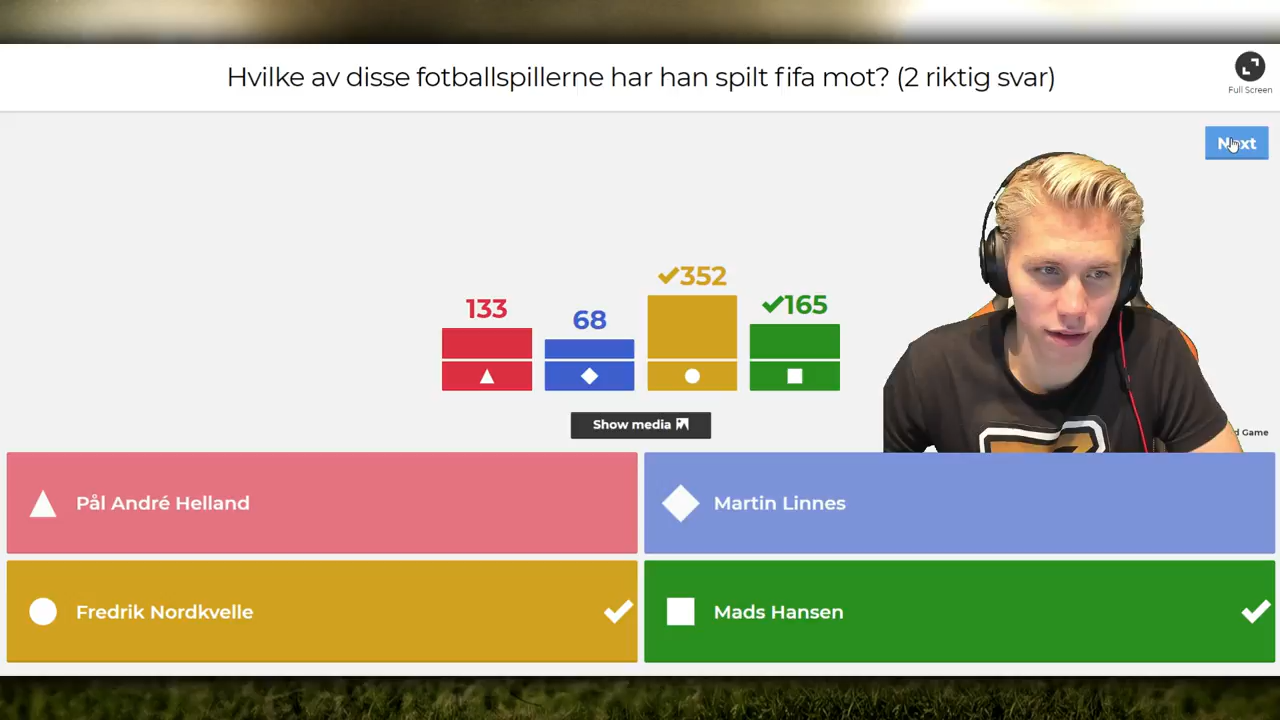 Hvilke av disse fotballspillerne har han spilt fifa mot? (2 riktig svar)
Full Screen
Next
133
68
352
165
Show media
d Game
Pål André Helland
Martin Linnes
Fredrik Nordkvelle
Mads Hansen